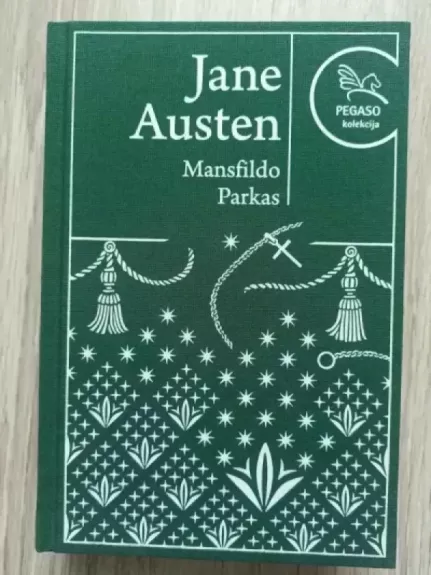 Jane
Austen
Mansfildo
Parkas
PEGASO
kolekcija